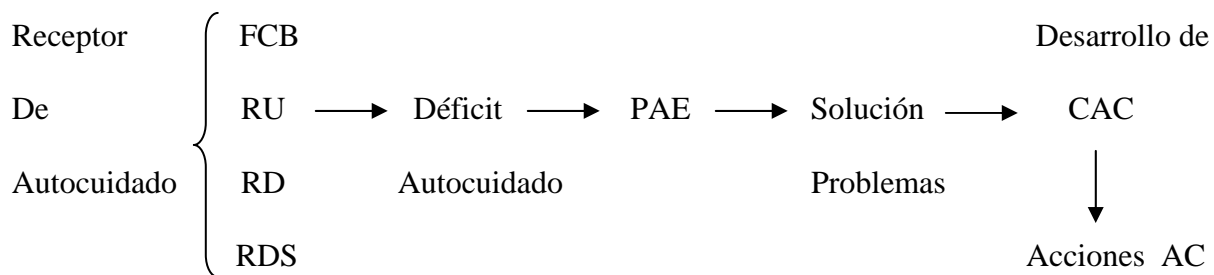 Receptor FCB Desarrollo de
De RU Déficit PAE Solución CAC
Autocuidado RD Autocuidado Problemas
RDS Acciones AC